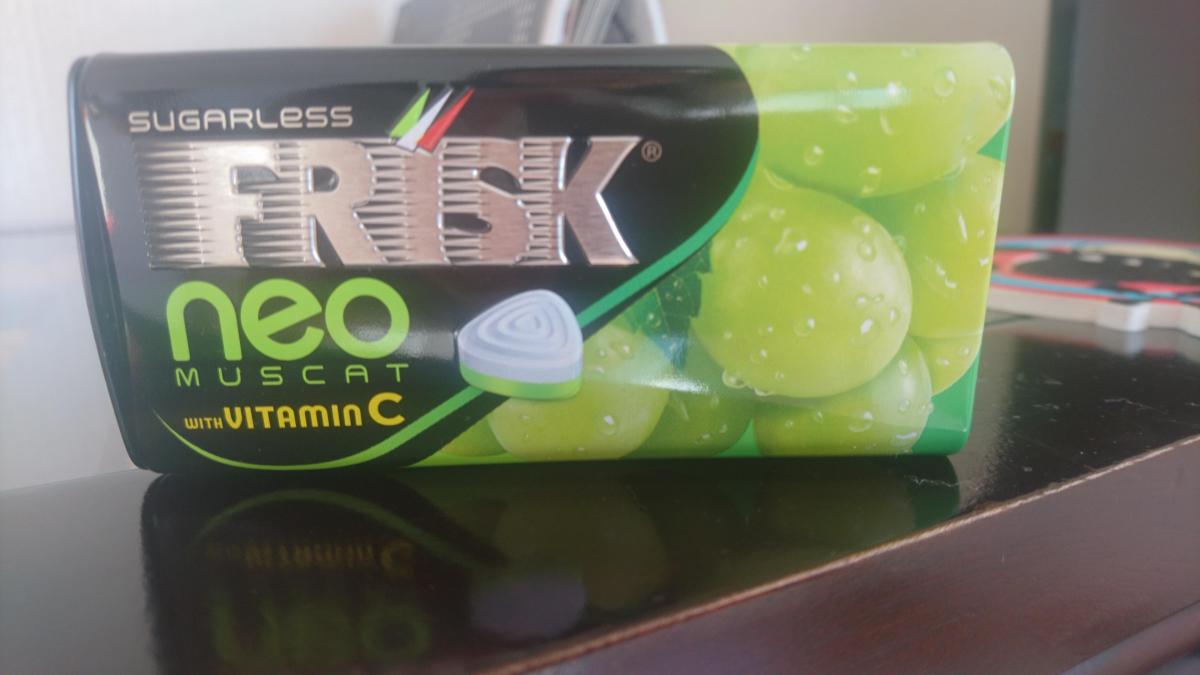 SUGARLESS
FRISK®
neo
MUSCAT
WITH VITAMIN C